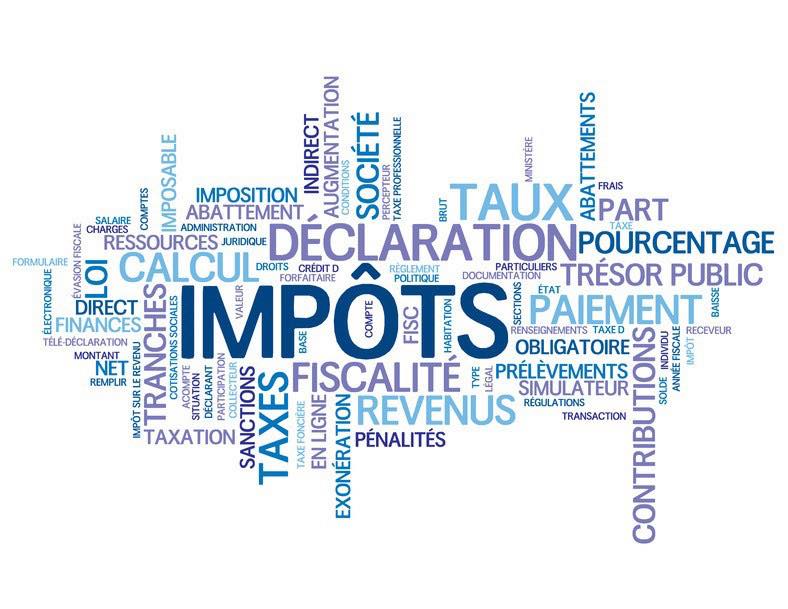 AUGMENTATION
INDIRECT
CONDITIONS
SOCIÉTÉ
PERCEPTEUR
TAXE PROFESSIONNELLE
ABATTEMENTS
MINISTÈRE
IMPOSABLE
COMPTES
IMPOSITION
ABATTEMENT
BRUT
TAUX
FRAIS
PART
TAXE
SALAIRE
CHARGES
ADMINISTRATION
RESSOURCES
JURIDIQUE
DÉCLARATION
POURCENTAGE
ÉVASION FISCALE
FORMULAIRE
ÉLECTRONIQUE
LOI
CALCUL
DROITS
CRÉDIT D
FORFAITAIRE
RÈGLEMENT
POLITIQUE
PARTICULIERS
DOCUMENTATION
TRÉSOR PUBLIC
DIRECT
FINANCES
TÉLÉ-DÉCLARATION
MONTANT
NET
REMPLIR
IMPÔT SUR LE REVENU
TRANCHES
COTISATIONS SOCIALES
IMPÔTS
VALEUR
BASE
COMPTE
FISC
HABITATION
SECTIONS
ÉTAT
PAIEMENT
BAISSE
RENSEIGNEMENTS
TAXE D
OBLIGATOIRE
RECEVEUR
IMPÔT
ANNÉE FISCALE
INDIVIDU
SOLDE
CONTRIBUTIONS
ACOMPTE
SITUATION
DÉCLARANT
PARTICIPATION
COLLECTEUR
SANCTIONS
TAXES
FISCALITÉ
TYPE
LÉGAL
PRÉLÈVEMENTS
SIMULATEUR
RÉGULATIONS
TRANSACTION
TAXATION
TAXE FONCIÈRE
EN LIGNE
EXONÉRATION
REVENUS
PÉNALITÉS